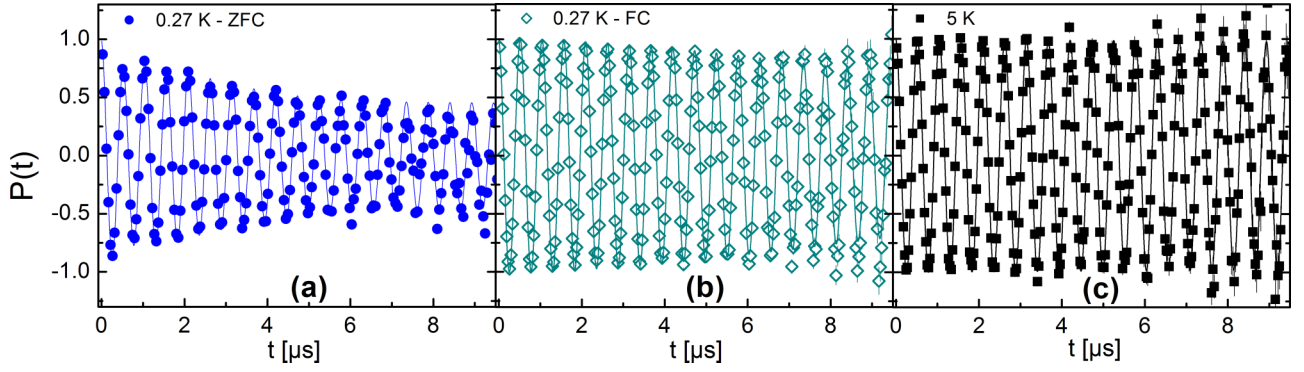 0.27 K - ZFC
0.27 K - FC
5 K
1.0
0.5
0.0
-0.5
-1.0
P(t)
(a)
(b)
(c)
0 2 4 6 8
0 2 4 6 8
0 2 4 6 8
t [µs]
t [µs]
t [µs]